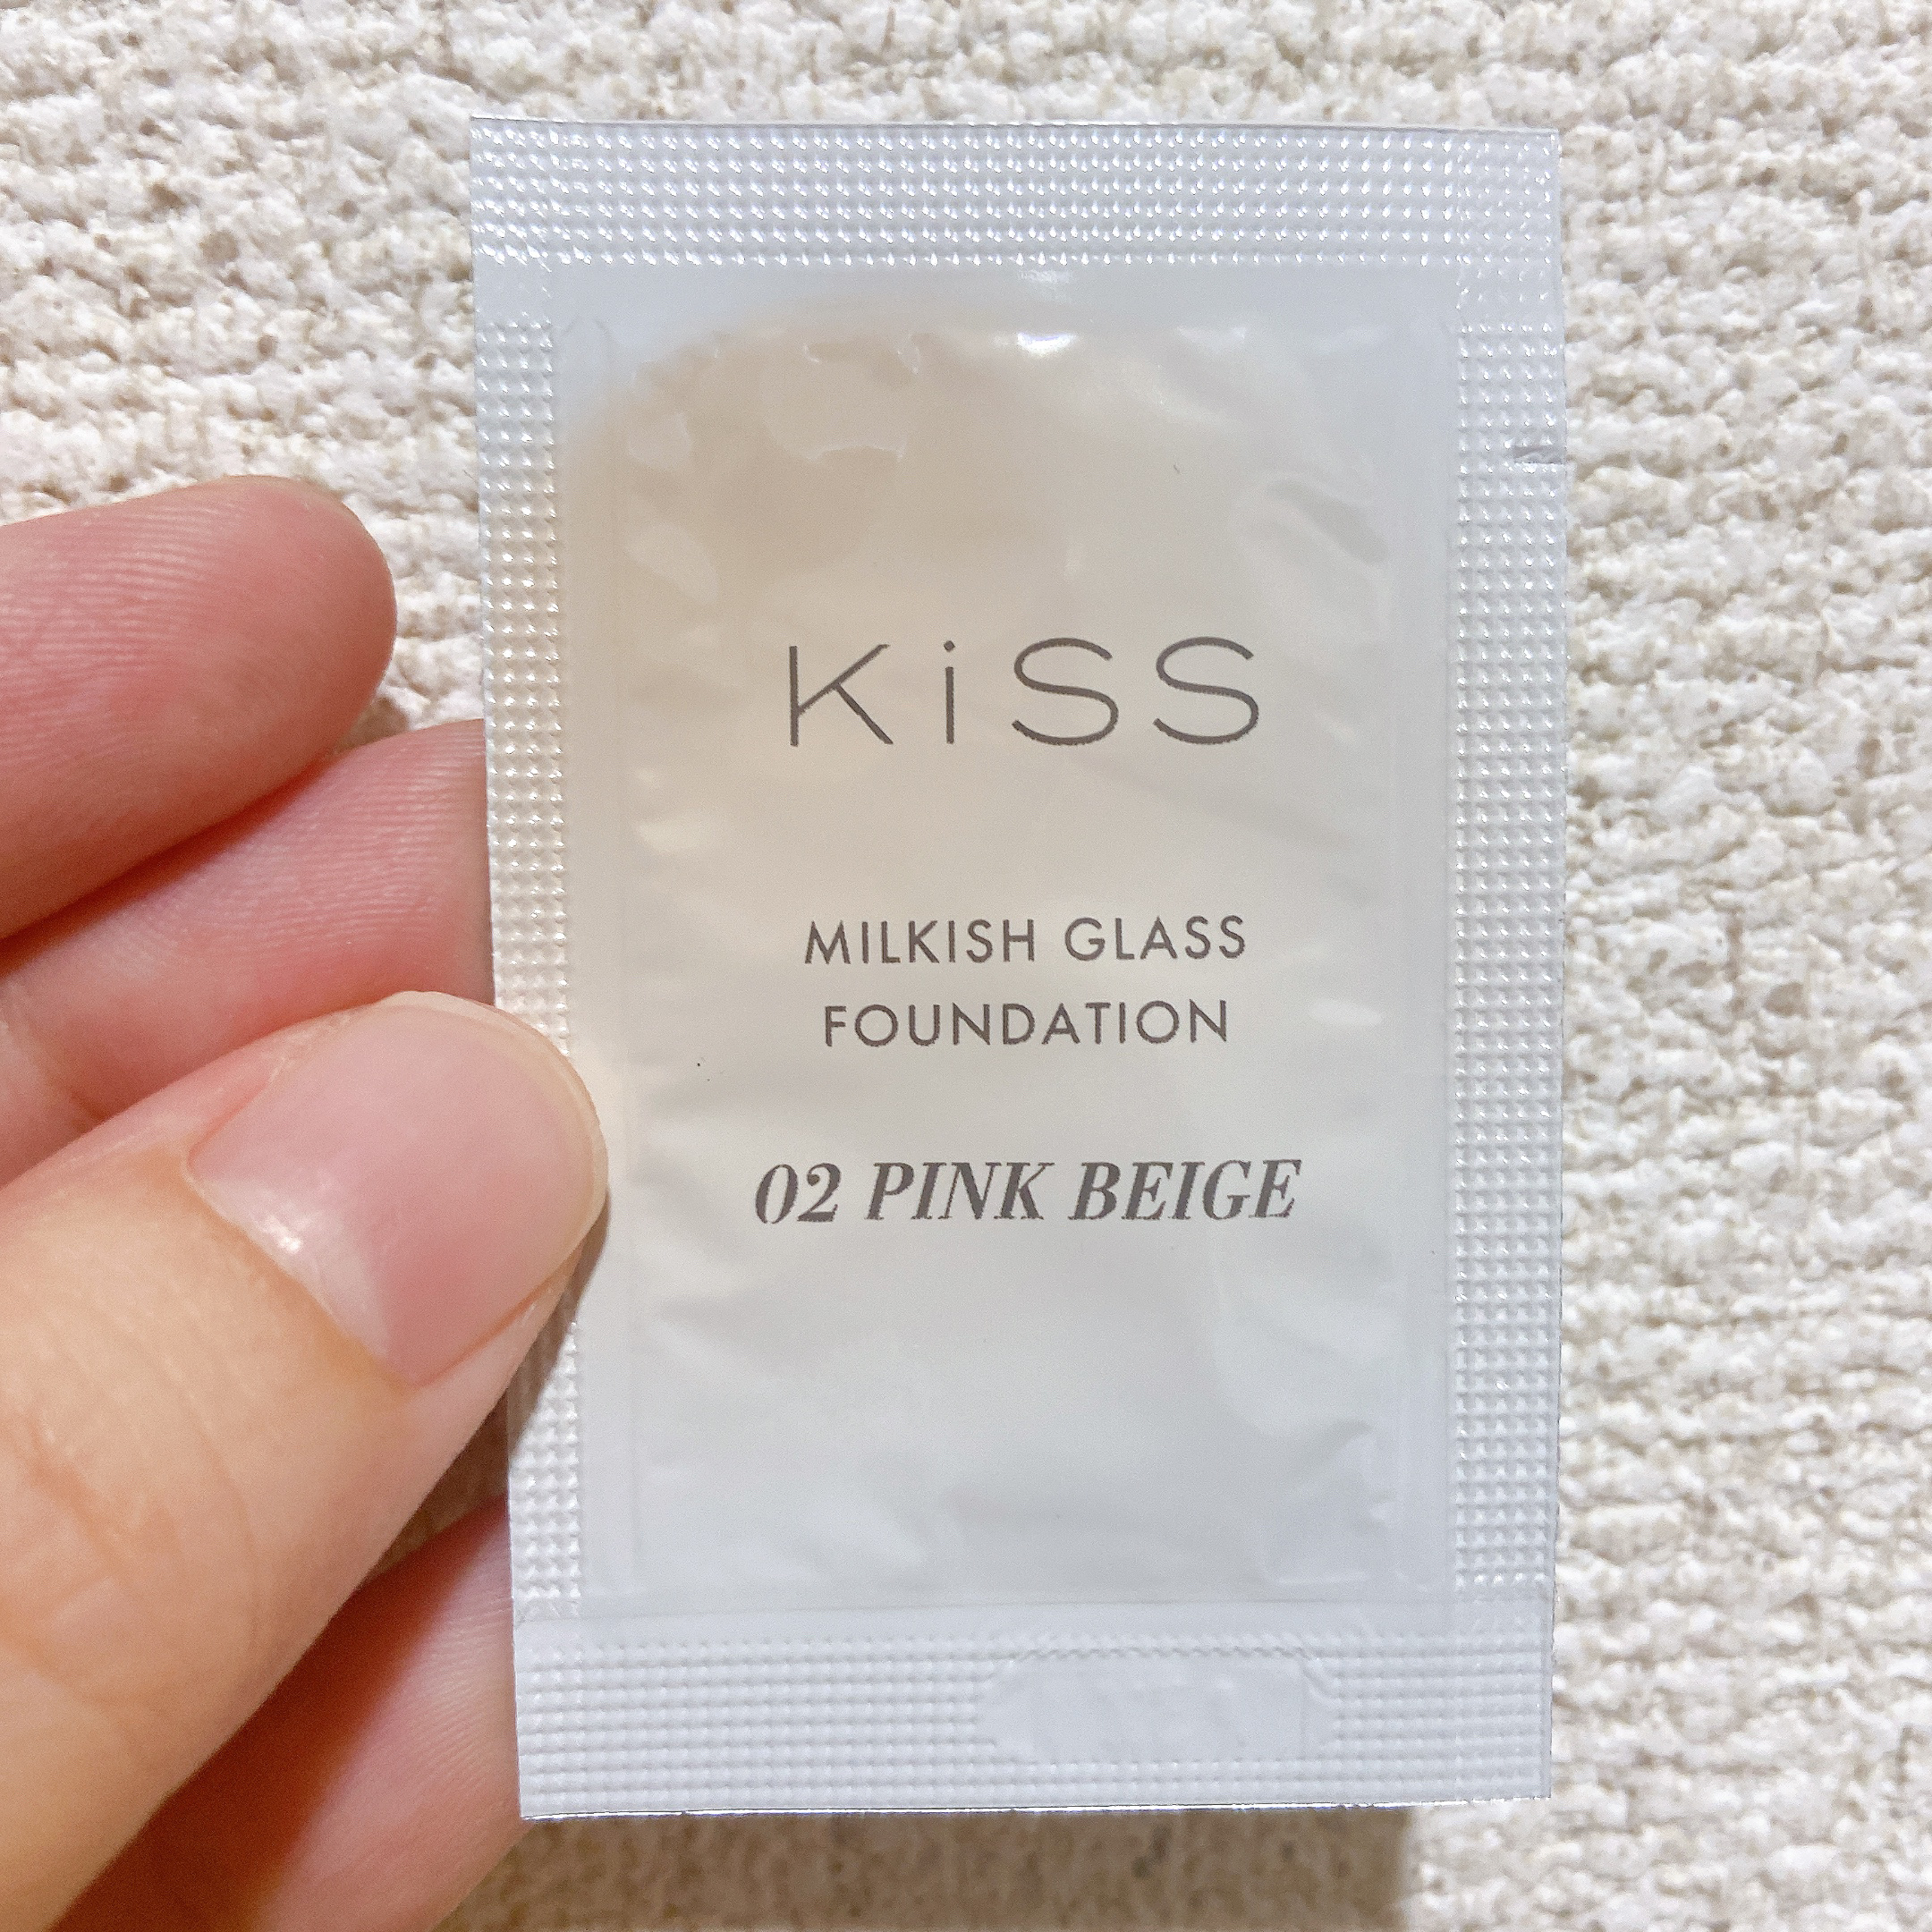 KiSS
MILKISH GLASS
FOUNDATION
02 PINK BEIGE